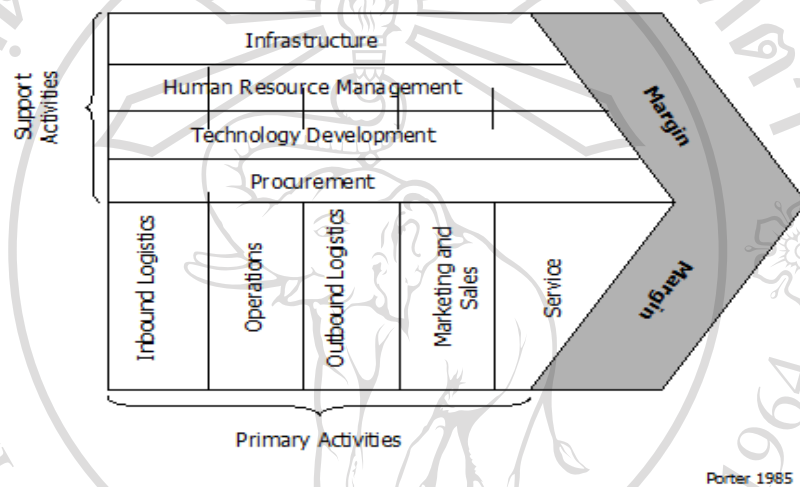 Support
Activities
Infrastructure
Human Resource Management
Technology Development
Procurement
Inbound Logistics
Operations
Outbound Logistics
Marketing and
Sales
Service
Margin
Margin
Primary Activities
Porter 1985
1964